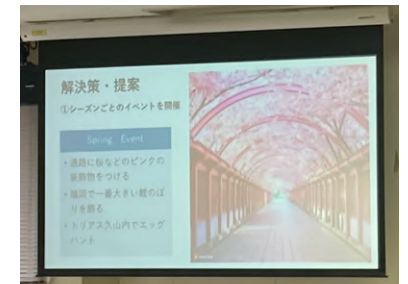 解決策・提案
①シーズンごとのイベントを開催
Spring Event
• 通路に桜などのピンクの
装飾物をつける
• 福岡で一番大きい鯉のぼ
りを飾る
• トリアス久山内でエッグ
ハント